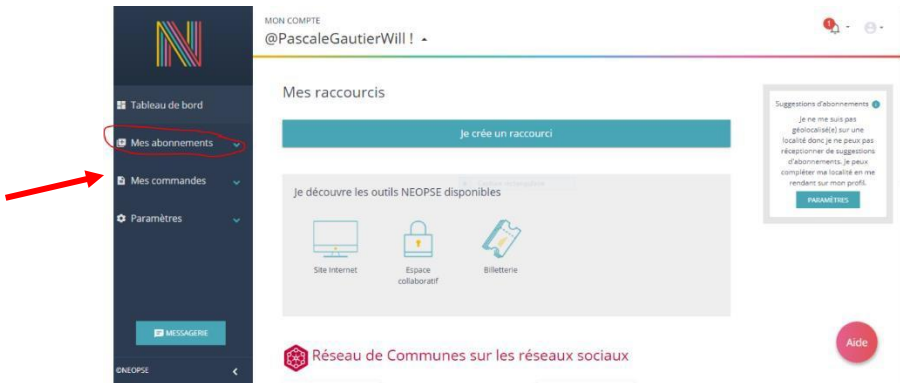 N
MON COMPTE
@PascaleGautierWill !
1
Tableau de bord
Mes abonnements
Mes commandes
Paramètres
MESSAGERIE
©NEOPSE
Mes raccourcis
Je crée un raccourci
Je découvre les outils NEOPSE disponibles
Site Internet
Espace
collaboratif
Billetterie
Réseau de Communes sur les réseaux sociaux
Suggestions d'abonnements
Je ne me suis pas
géolocalisé(e) sur une
localité donc je ne peux pas
réceptionner de suggestions
d'abonnements. Je peux
compléter ma localité en me
rendant sur mon profil.
PARAMÈTRES
Aide